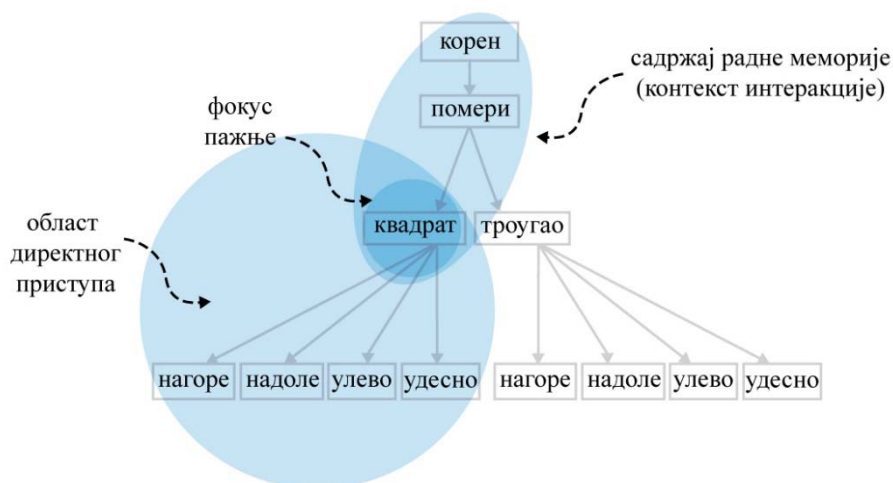 корен
садржај радне меморије
(контекст интеракције)
фокус
пажње
помери
област
директног
приступа
квадрат троугао
нагоре надоле улево удесно нагоре надоле улево удесно